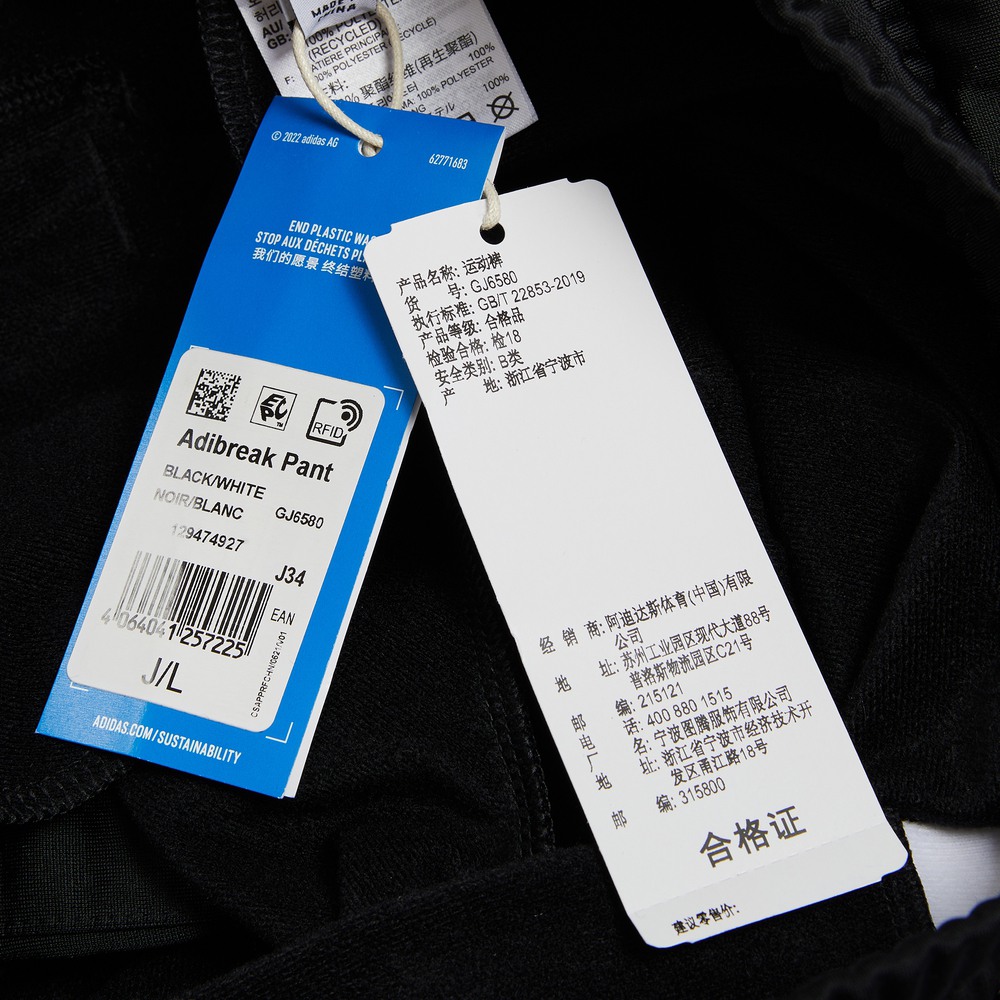 MADE IN
CHINA
100% POLYESTER
(RECYCLE)
100% POLYESTER
100%
100%
© 2022 adidas AG
62771683
END PLASTIC
STOP AUX DÉCHETS
我们的愿景 终结塑料
RFID
Adibreak Pant
BLACK/WHITE
NOIR/BLANC GJ6580
129474927
J34
EAN
4 064041 257225
J/L
ADIDAS.COM/SUSTAINABILITY
产品名称: 运动裤
货 号: GJ6580
执行标准: GB/T 22853-2019
产品等级: 合格品
检验合格: 检18
安全类别: B类
产 地: 浙江省宁波市
经 销 商: 阿迪达斯体育(中国)有限
公司
地 址: 苏州工业园区现代大道88号
普洛斯物流园区C21号
邮 编: 215121
电 话: 400 880 1515
厂 名: 宁波图腾服饰有限公司
地 址: 浙江省宁波市经济技术开
发区甬江路18号
邮 编: 315800
合格证
建议零售价: